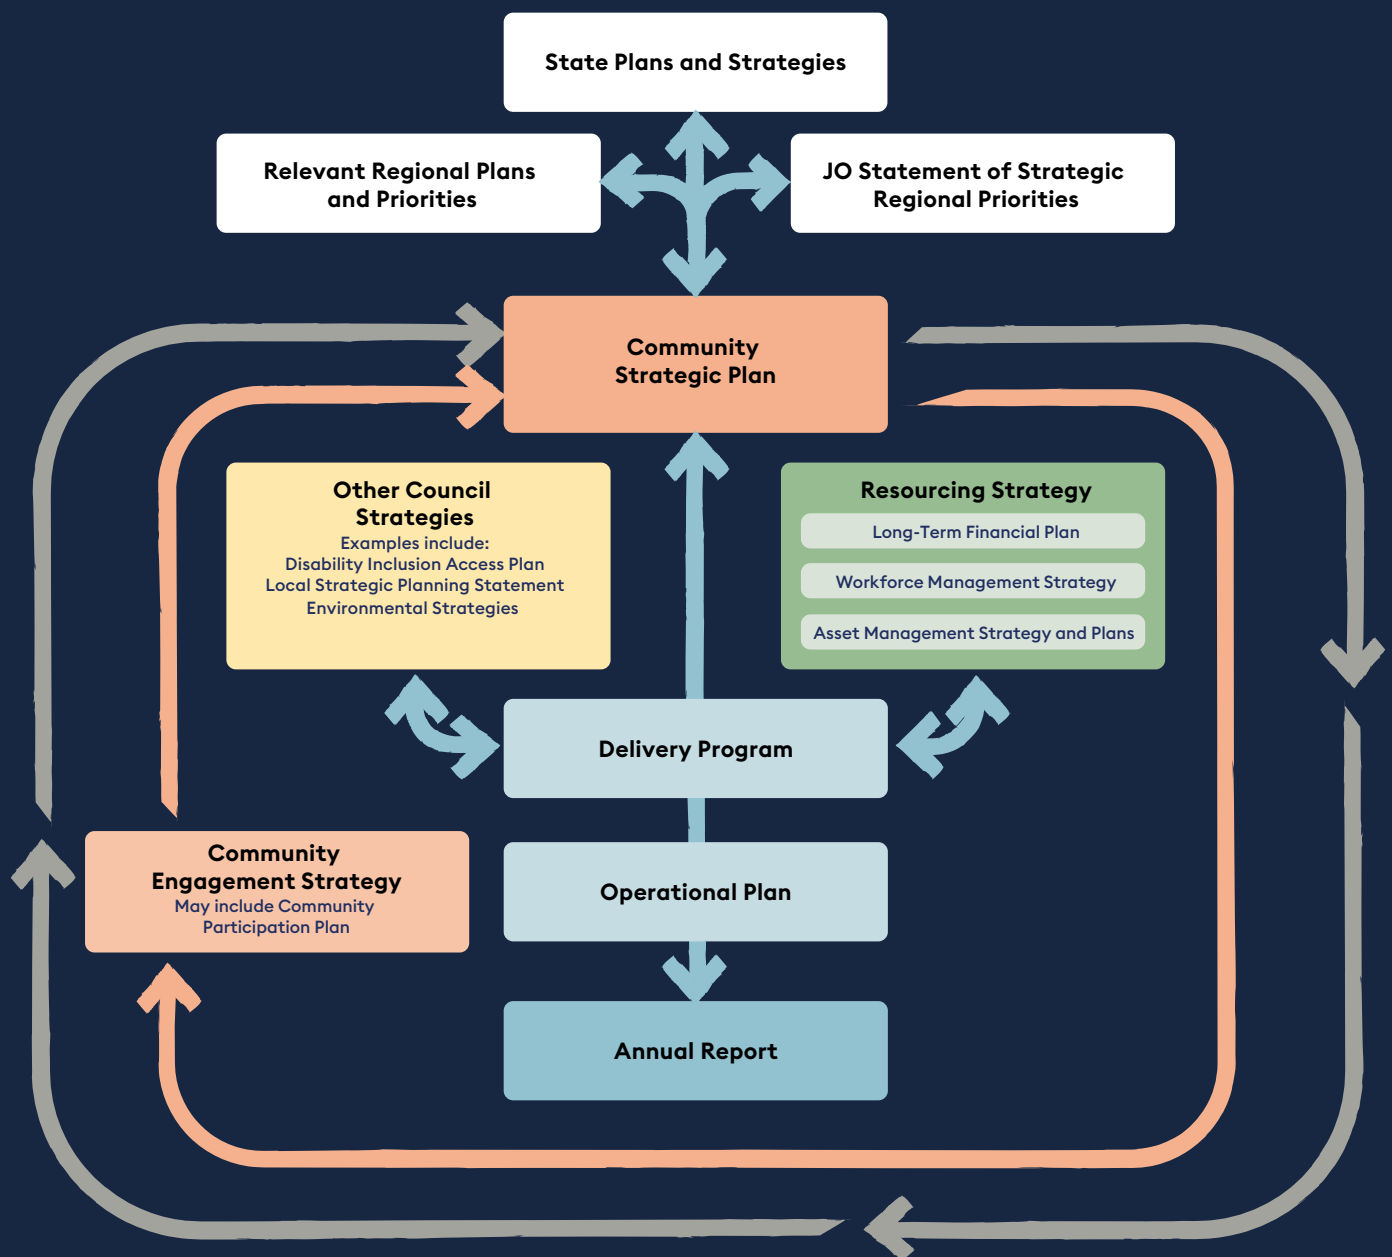 State Plans and Strategies
Relevant Regional Plans
and Priorities
JO Statement of Strategic
Regional Priorities
Community
Strategic Plan
Other Council
Strategies
Examples include:
Disability Inclusion Access Plan
Local Strategic Planning Statement
Environmental Strategies
Resourcing Strategy
Long-Term Financial Plan
Workforce Management Strategy
Asset Management Strategy and Plans
Delivery Program
Community
Engagement Strategy
May include Community
Participation Plan
Operational Plan
Annual Report